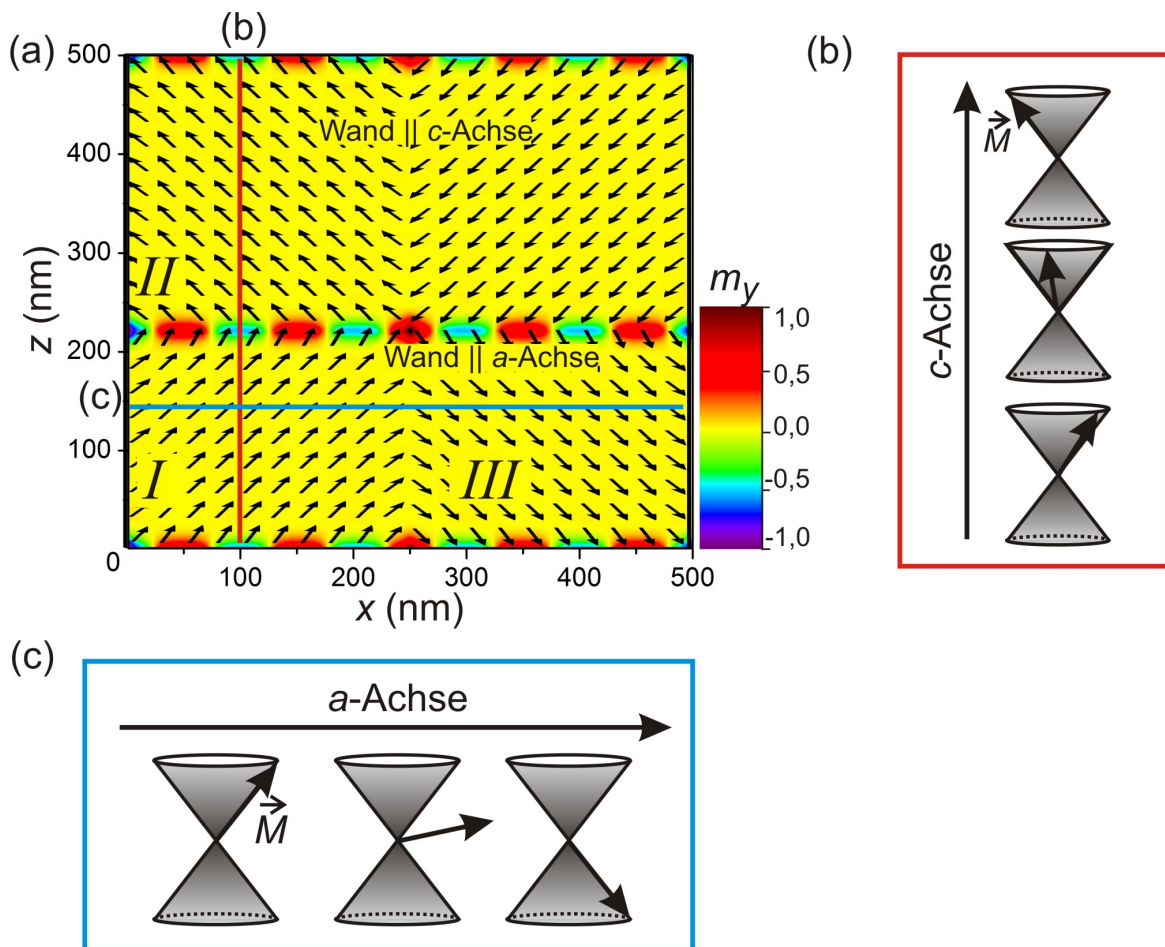 (a)
(b)
500
400
300
200
100
0
z (nm)
Wand || c-Achse
II
Wand || a-Achse
(c)
I
III
100
200
300
400
500
x (nm)
m_y
1,0
0,5
0,0
-0,5
-1,0
(b)
M
c-Achse
(c)
a-Achse
M